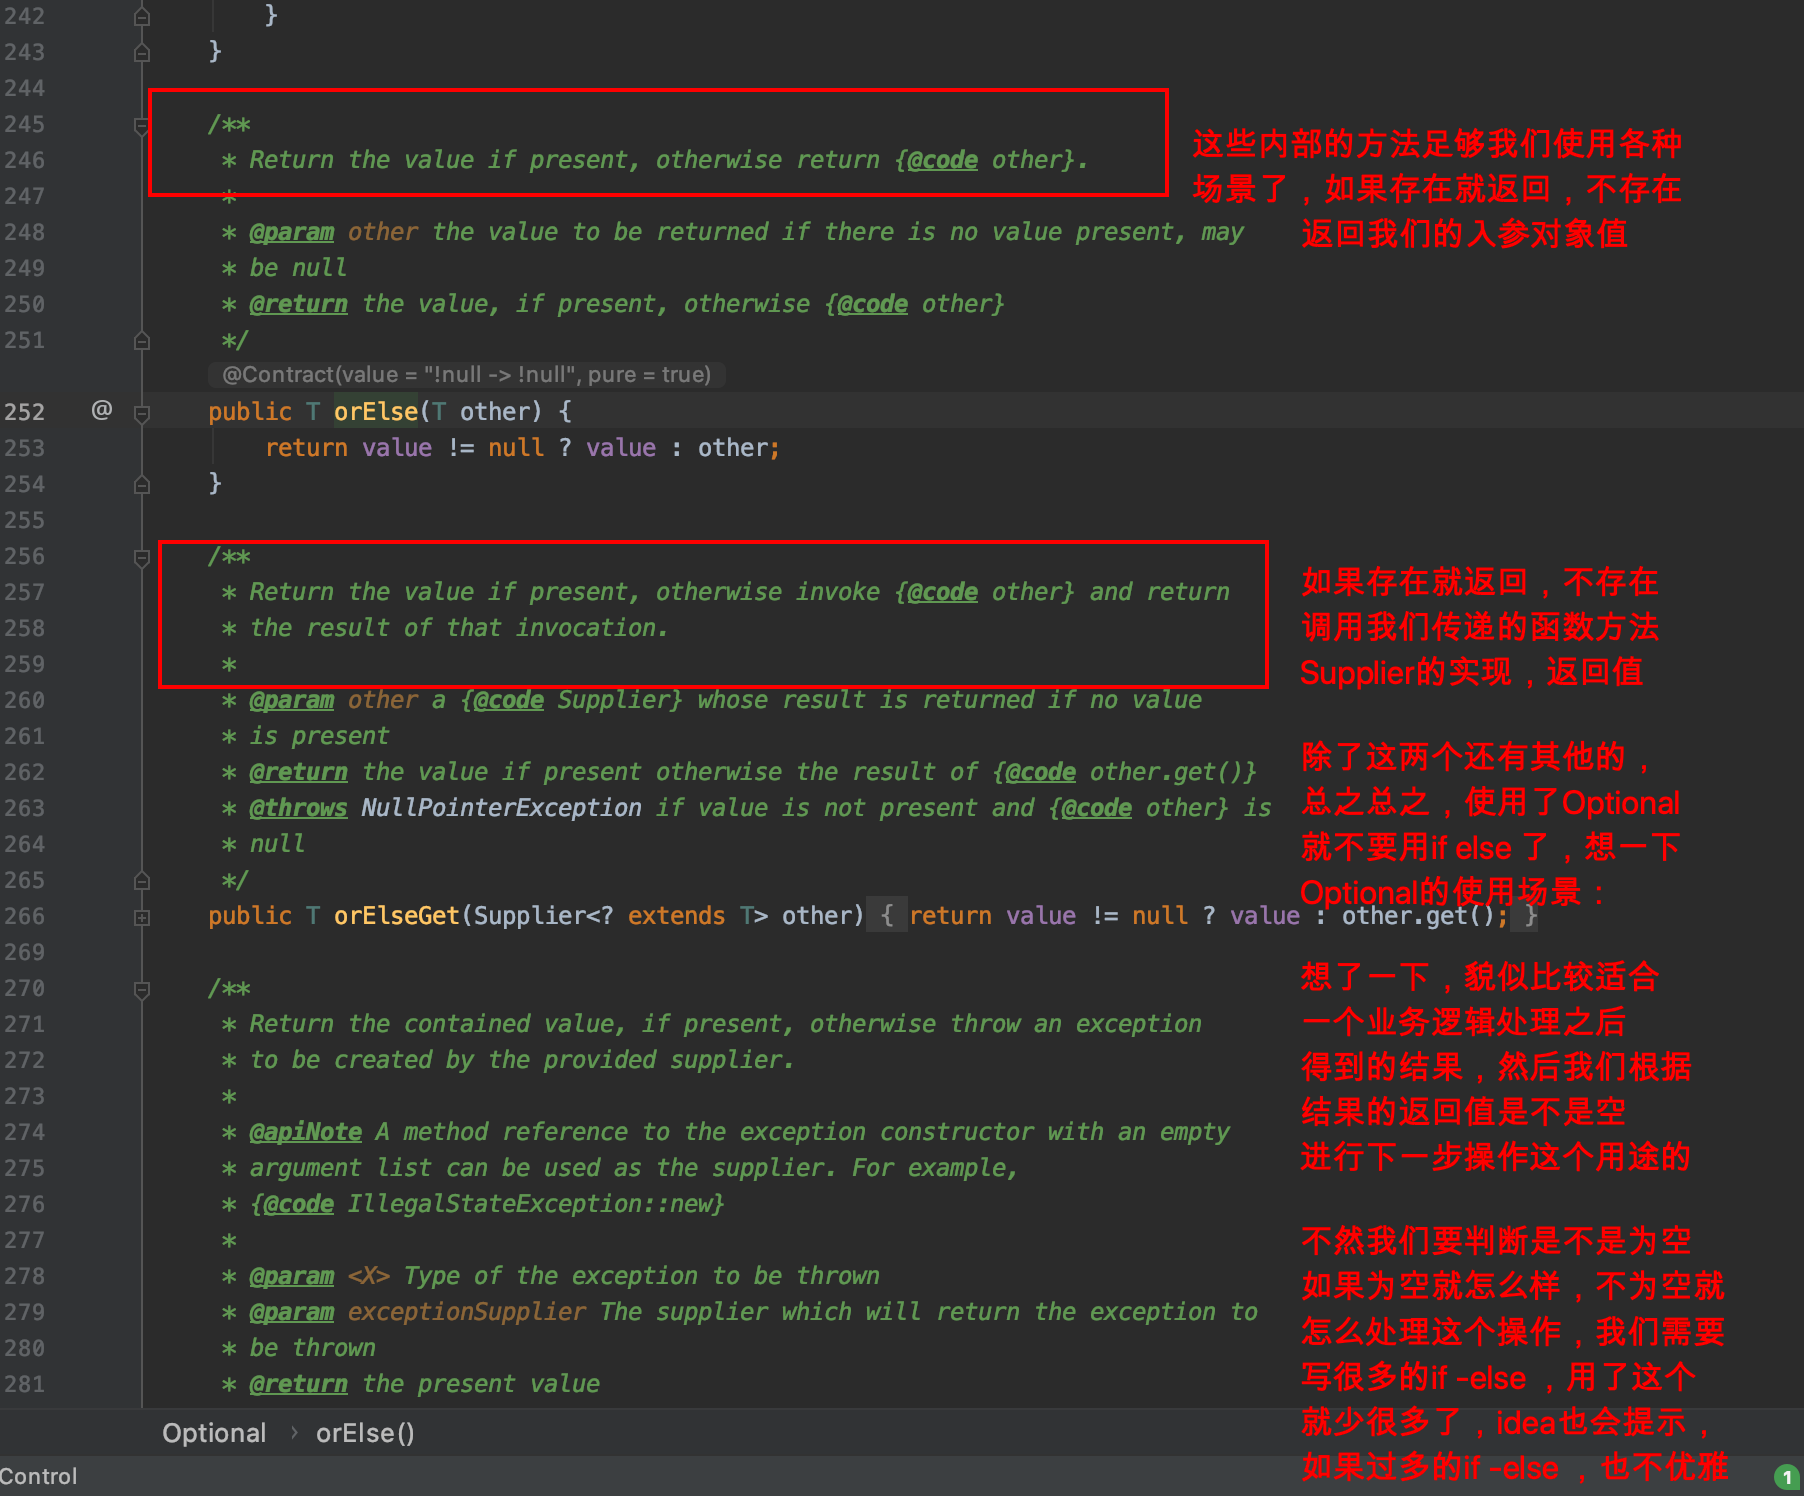 242 }
243 }
244
245 /**
246 * Return the value if present, otherwise return {@code other}.
247 *
248 * @param other the value to be returned if there is no value present, may
249 * be null
250 * @return the value, if present, otherwise {@code other}
251 */
@Contract(value = "!null -> !null", pure = true)
252 @ public T orElse(T other) {
253 return value != null ? value : other;
254 }
255
256 /**
257 * Return the value if present, otherwise invoke {@code other} and return
258 * the result of that invocation.
259 *
260 * @param other a {@code Supplier} whose result is returned if no value
261 * is present
262 * @return the value if present otherwise the result of {@code other.get()}
263 * @throws NullPointerException if value is not present and {@code other} is
264 * null
265 */
266 public T orElseGet(Supplier<? extends T> other) { return value != null ? value : other.get(); }
269
270 /**
271 * Return the contained value, if present, otherwise throw an exception
272 * to be created by the provided supplier.
273 *
274 * @apiNote A method reference to the exception constructor with an empty
275 * argument list can be used as the supplier. For example,
276 * {@code IllegalStateException::new}
277 *
278 * @param <X> Type of the exception to be thrown
279 * @param exceptionSupplier The supplier which will return the exception to
280 * be thrown
281 * @return the present value
这些内部的方法足够我们使用各种
场景了，如果存在就返回，不存在
返回我们的入参对象值
如果存在就返回，不存在
调用我们传递的函数方法
Supplier的实现，返回值
除了这两个还有其他的，
总之总之，使用了Optional
就不要用if else 了，想一下
Optional的使用场景：
想了一下，貌似比较适合
一个业务逻辑处理之后
得到的结果，然后我们根据
结果的返回值是不是空
进行下一步操作这个用途的
不然我们要判断是不是为空
如果为空就怎么样，不为空就
怎么处理这个操作，我们需要
写很多的if -else ，用了这个
就少很多了，idea也会提示，
如果过多的if -else ，也不优雅
Optional › orElse()
Control
1